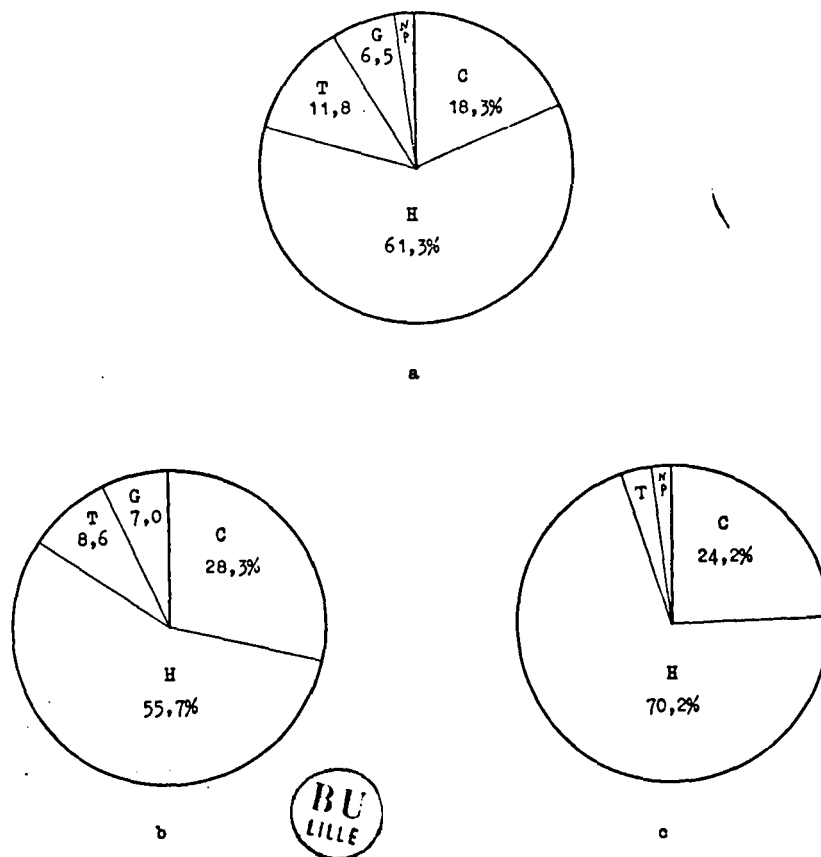 G
6,5
N
P
T
11,8
C
18,3%
H
61,3%
a
G
7,0
T
8,6
C
28,3%
H
55,7%
b
T
N
P
C
24,2%
H
70,2%
c
BU
LILLE